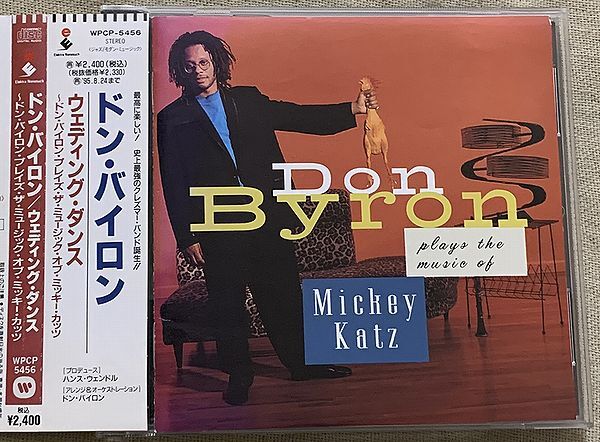 COMPACT
disc
DIGITAL AUDIO
Elektra Nonesuch
ドン・バイロン/ウェディング・ダンス
〜ドン・バイロン・プレイズ・ザ・ミュージック・オブ・ミッキー・カッツ
WPCP
5456
税込
¥2,400
Elektra Nonesuch
WPCP-5456
STEREO
(ジャズ/モダン・ミュージック)
¥2,400(税込)
(税抜価格¥2,330)
'95.8.24まで
最高に楽しい! 史上最強のクレズマー・バンド誕生!!
ドン・バイロン
ウェディング・ダンス
〜ドン・バイロン・プレイズ・ザ・ミュージック・オブ・ミッキー・カッツ
[プロデュース]
ハンス・ウェンドル
[アレンジ&オーケストレーション]
ドン・バイロン
Don
Byron
plays the
music of
Mickey
Katz